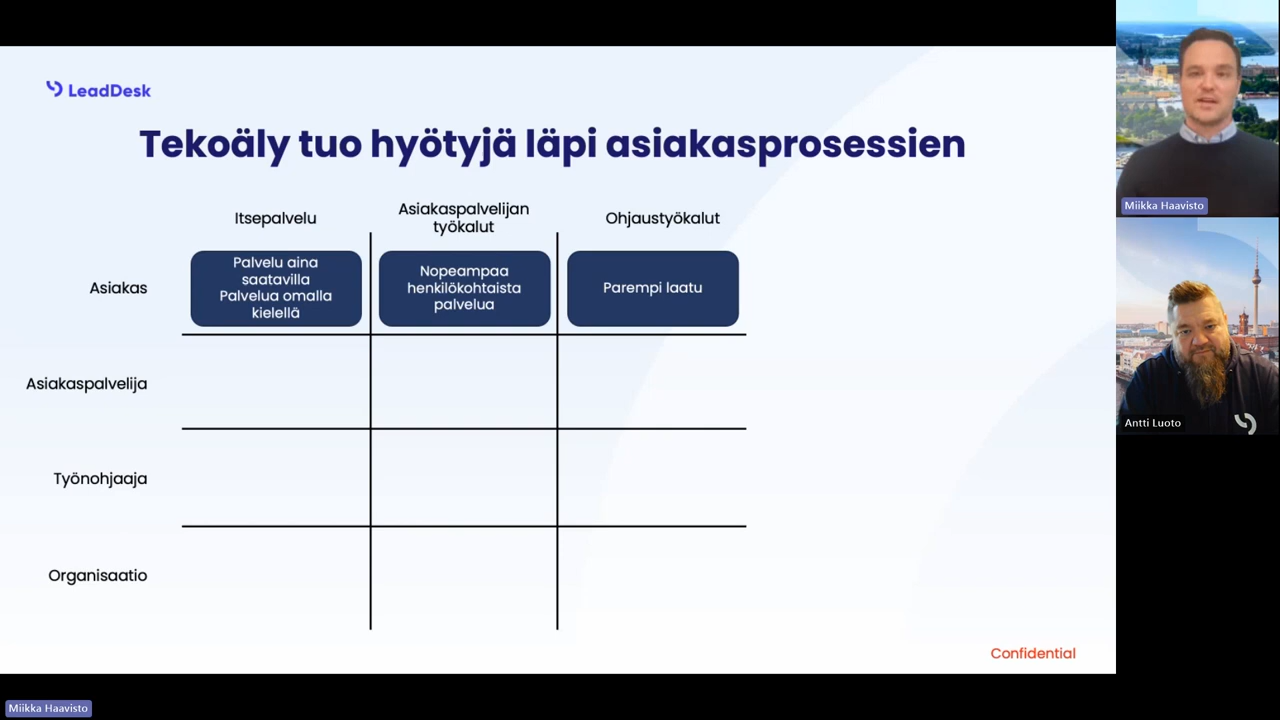 LeadDesk
Tekoäly tuo hyötyjä läpi asiakasprosessien
Itsepalvelu
Asiakaspalvelijan
työkalut
Ohjaustyökalut
Asiakas
Palvelu aina
saatavilla
Palvelua omalla
kielellä
Nopeampaa
henkilökohtaista
palvelua
Parempi laatu
Asiakaspalvelija
Työnohjaaja
Organisaatio
Confidential
Miikka Haavisto
Antti Luoto
Miikka Haavisto